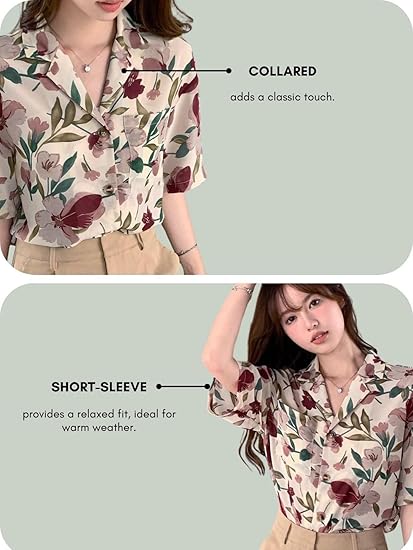 COLLARED
adds a classic touch.
SHORT-SLEEVE
provides a relaxed fit, ideal for
warm weather.